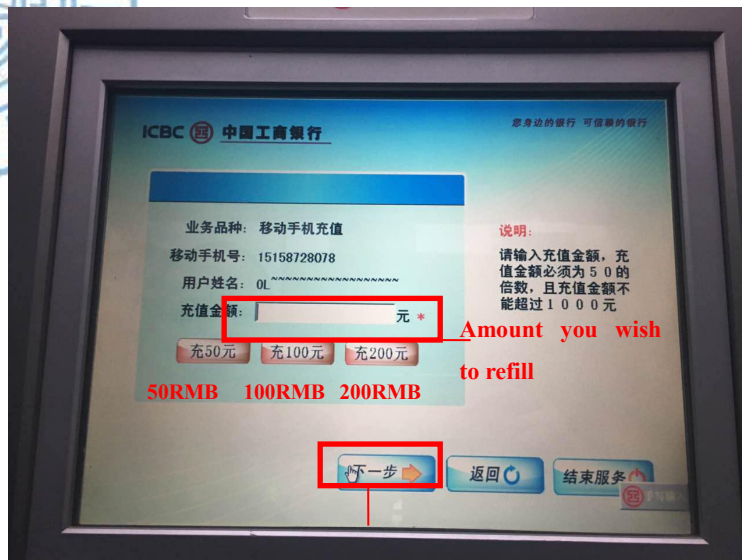 ICBC 中国工商银行
您身边的银行 可信赖的银行
业务品种: 移动手机充值
移动手机号: 15158728078
用户姓名: OL~~~~~~~~~~~~~~~~~~
充值金额: 元 *
充50元 充100元 充200元
50RMB 100RMB 200RMB
说明:
请输入充值金额，充
值金额必须为５０的
倍数，且充值金额不
能超过１０００元
Amount you wish
to refill
下一步 返回 结束服务
手写输入